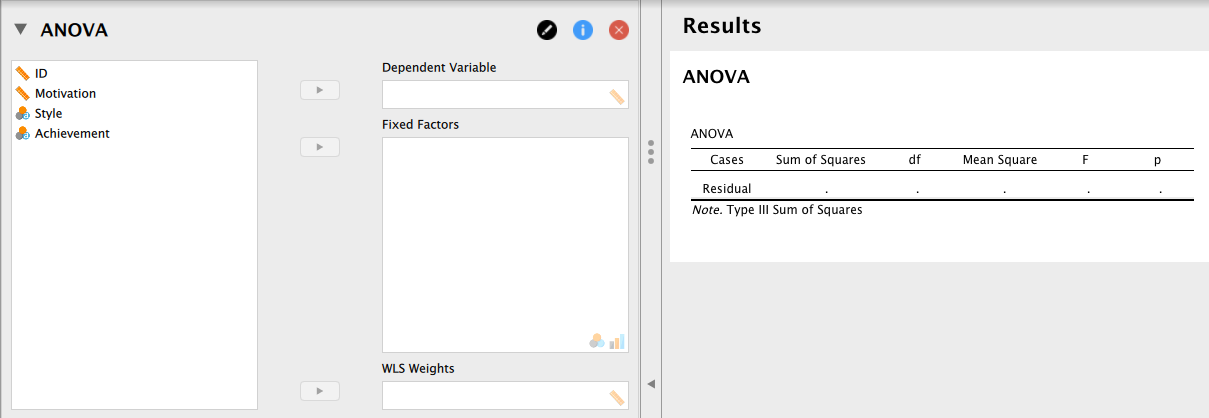 ANOVA
ID
Motivation
Style
Achievement
Dependent Variable
Fixed Factors
WLS Weights
Results
ANOVA
ANOVA
Cases Sum of Squares df Mean Square F p
Residual . . . . .
Note. Type III Sum of Squares